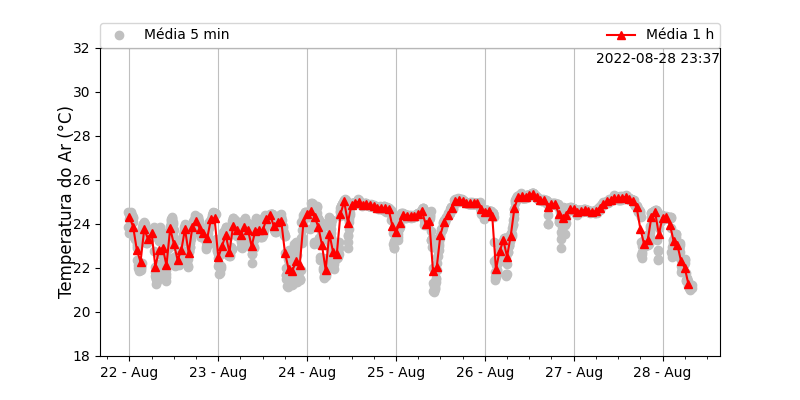 Média 5 min
Média 1 h
2022-08-28 23:37
Temperatura do Ar (°C)
32
30
28
26
24
22
20
18
22 - Aug
23 - Aug
24 - Aug
25 - Aug
26 - Aug
27 - Aug
28 - Aug